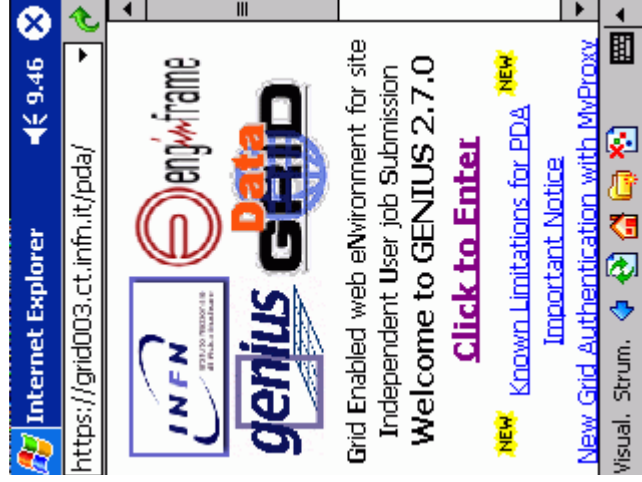 Internet Explorer 9.46
https://grid003.ct.infn.it/pda/
INFN
enginframe
genius
Data
GRID
Grid Enabled web eNvironment for site
Independent User job Submission
Welcome to GENIUS 2.7.0
Click to Enter
NEW Known Limitations for PDA NEW
Important Notice
New Grid Authentication with MyProxy
Visual. Strum.